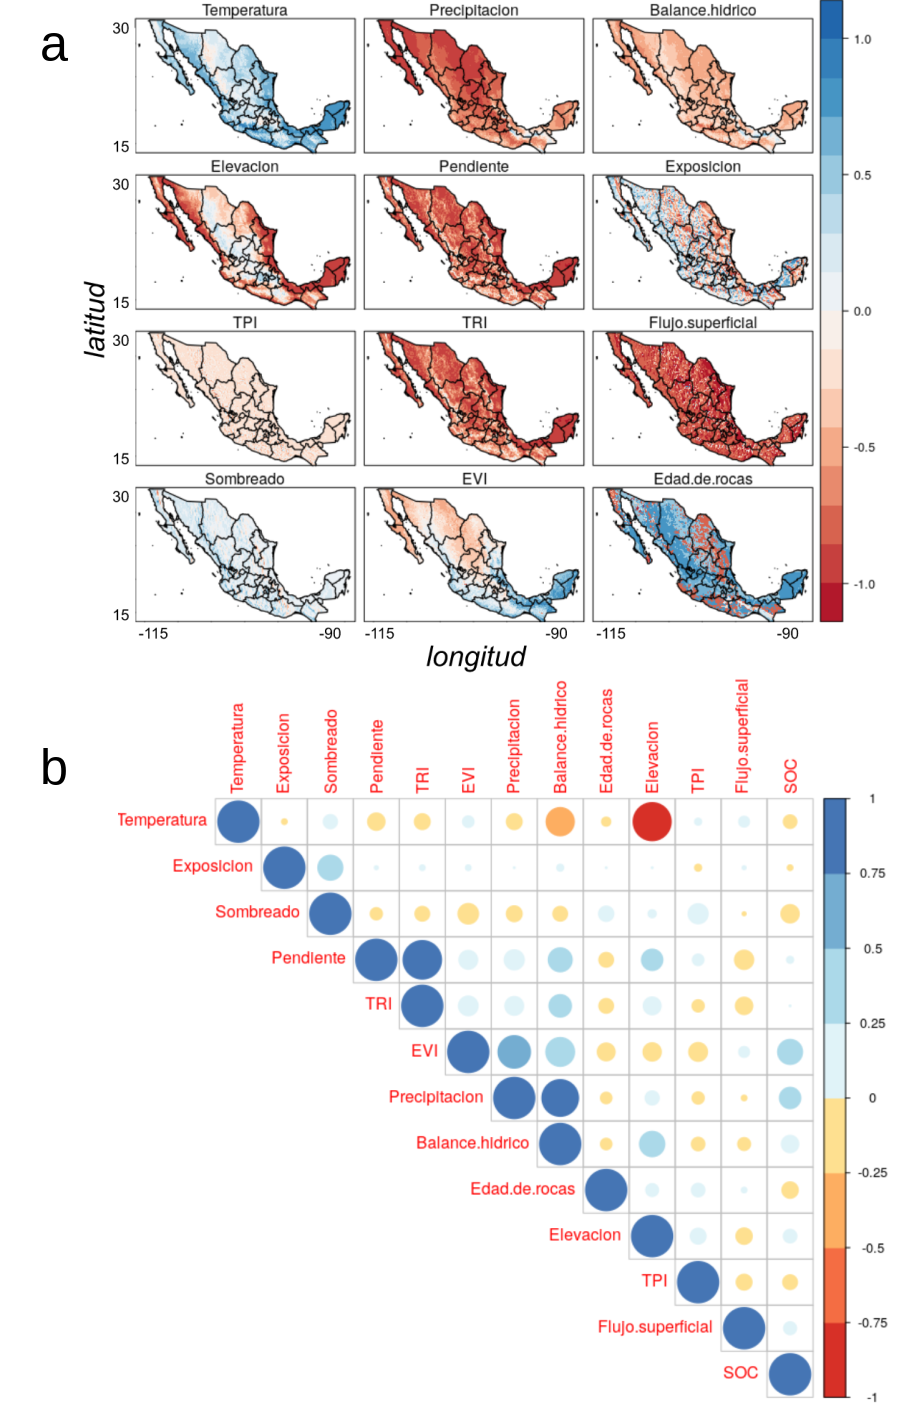 a
Temperatura Precipitacion Balance.hidrico
30
15
1.0
0.5
0.0
-0.5
-1.0
Elevacion Pendiente Exposicion
30
15
latitud
TPI TRI Flujo.superficial
30
15
Sombreado EVI Edad.de.rocas
30
15
-115 -90 -115 -90 -115 -90
longitud
b
Temperatura Exposicion Sombreado Pendiente TRI EVI Precipitacion Balance.hidrico Edad.de.rocas Elevacion TPI Flujo.superficial SOC
Temperatura
Exposicion
Sombreado
Pendiente
TRI
EVI
Precipitacion
Balance.hidrico
Edad.de.rocas
Elevacion
TPI
Flujo.superficial
SOC
1
0.75
0.5
0.25
0
-0.25
-0.5
-0.75
-1